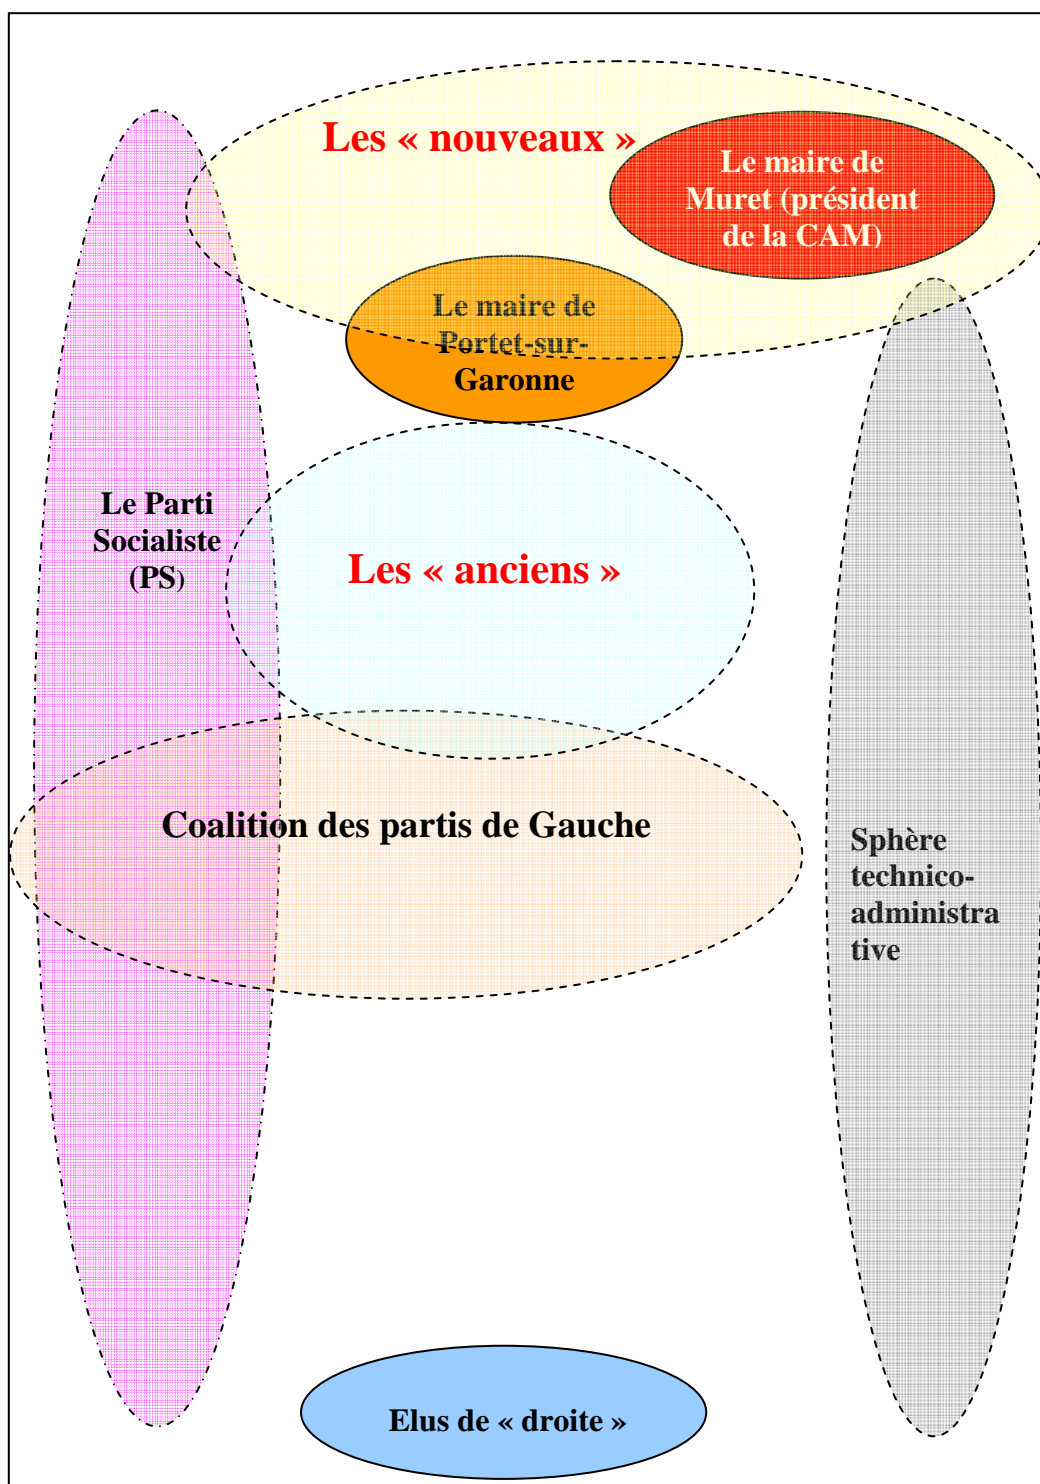 Les « nouveaux »
Le maire de
Muret (président
de la CAM)
Le maire de
Portet-sur-
Garonne
Le Parti
Socialiste
(PS)
Les « anciens »
Coalition des partis de Gauche
Sphère
technico-
administra
tive
Elus de « droite »